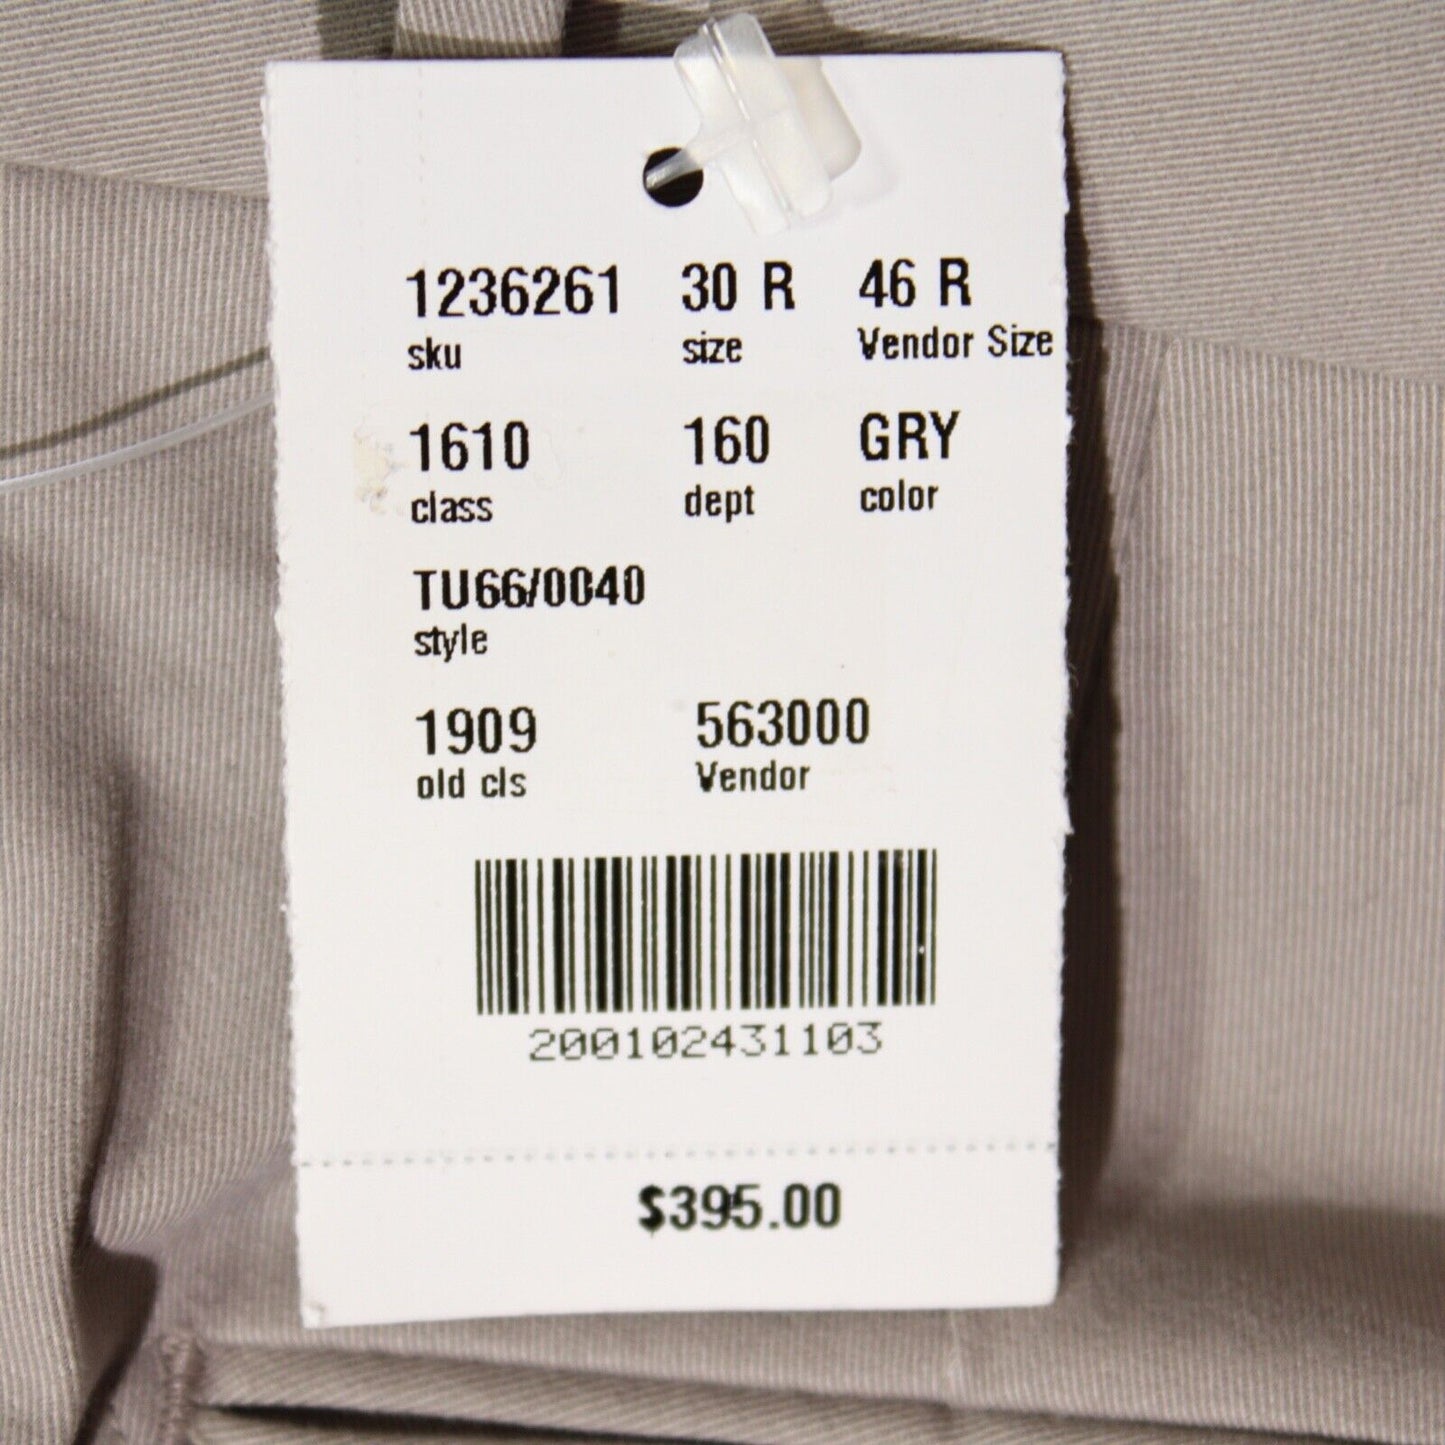 1236261 30 R 46 R
sku size Vendor Size
1610 160 GRY
class dept color
TU66/0040
style
1909 563000
old cls Vendor
200102431103
$395.00